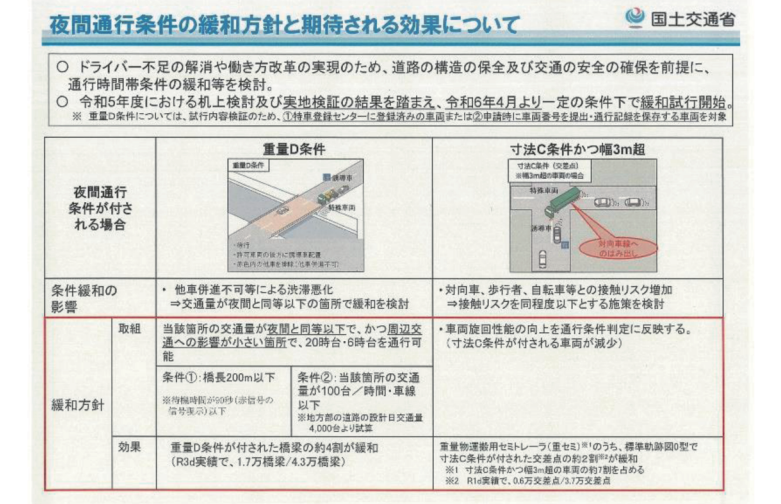 夜間通行条件の緩和方針と期待される効果について
国土交通省
○ ドライバー不足の解消や働き方改革の実現のため、道路の構造の保全及び交通の安全の確保を前提に、
通行時間帯条件の緩和等を検討。
○ 令和5年度における机上検討及び実地検証の結果を踏まえ、令和6年4月より一定の条件下で緩和試行開始。
※ 重量D条件については、試行内容検証のため、①特車登録センターに登録済みの車両または②申請時に車両番号を提出・通行記録を保存する車両を対象
夜間通行
条件が付さ
れる場合
重量D条件
重量D条件
誘導車
特殊車両
・徐行
寸法C条件かつ幅3m超
寸法C条件(交差点)
※幅3m超の車両の場合
特殊車両
誘導車
対向車線へ
のはみ出し
条件緩和の
影響
・ 他車併進不可等による渋滞悪化
⇒交通量が夜間と同等以下の箇所で緩和を検討
・対向車、歩行者、自転車等との接触リスク増加
⇒接触リスクを同程度以下とする施策を検討
緩和方針
取組
当該箇所の交通量が夜間と同等以下で、かつ周辺交
通への影響が小さい箇所で、20時台・6時台を通行可
能
条件①:橋長200m以下
※待機時間が90秒(赤信号の
信号表示)以下
条件②:当該箇所の交通
量が100台/時間・車線
以下
※地方部の道路の設計日交通量
4,000台より試算
・車両旋回性能の向上を通行条件判定に反映する。
(寸法C条件が付される車両が減少)
効果
重量D条件が付された橋梁の約4割が緩和
(R3d実績で、1.7万橋梁/4.3万橋梁)
重量物運搬用セミトレーラ(重セミ)※1のうち、標準軌跡図0型で
寸法C条件が付された交差点の約2割※2が緩和
※1 寸法C条件かつ幅3m超の車両の約7割を占める
※2 R1d実績で、0.6万交差点/3.7万交差点